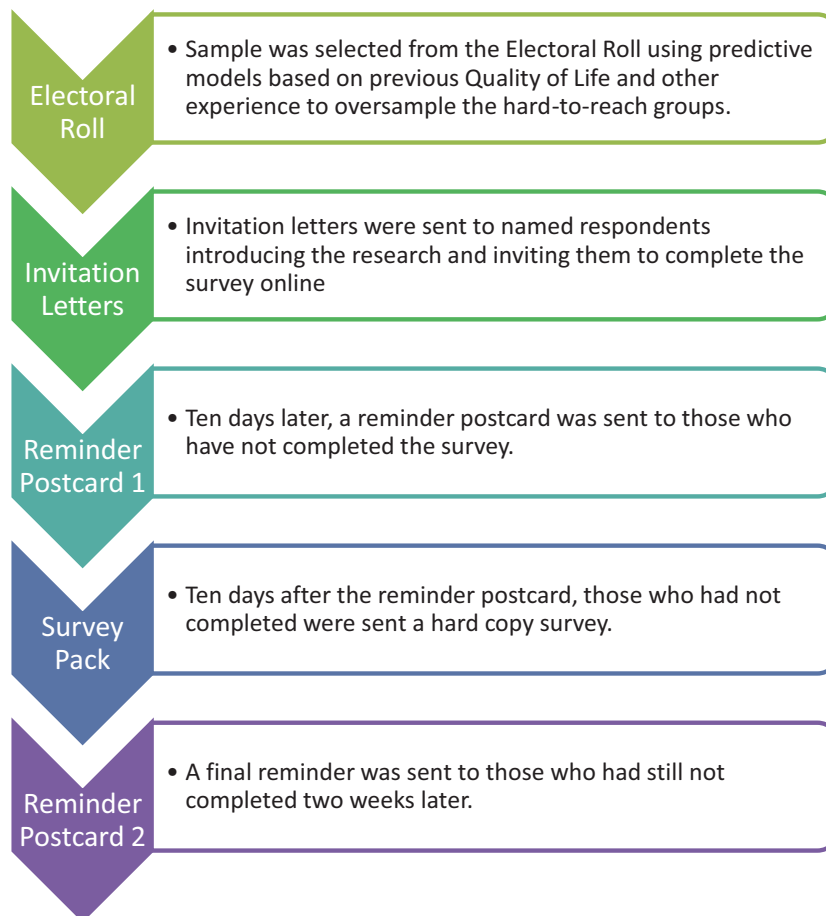 Electoral
Roll
• Sample was selected from the Electoral Roll using predictive
models based on previous Quality of Life and other
experience to oversample the hard-to-reach groups.
Invitation
Letters
• Invitation letters were sent to named respondents
introducing the research and inviting them to complete the
survey online
Reminder
Postcard 1
• Ten days later, a reminder postcard was sent to those who
have not completed the survey.
Survey
Pack
• Ten days after the reminder postcard, those who had not
completed were sent a hard copy survey.
Reminder
Postcard 2
• A final reminder was sent to those who had still not
completed two weeks later.